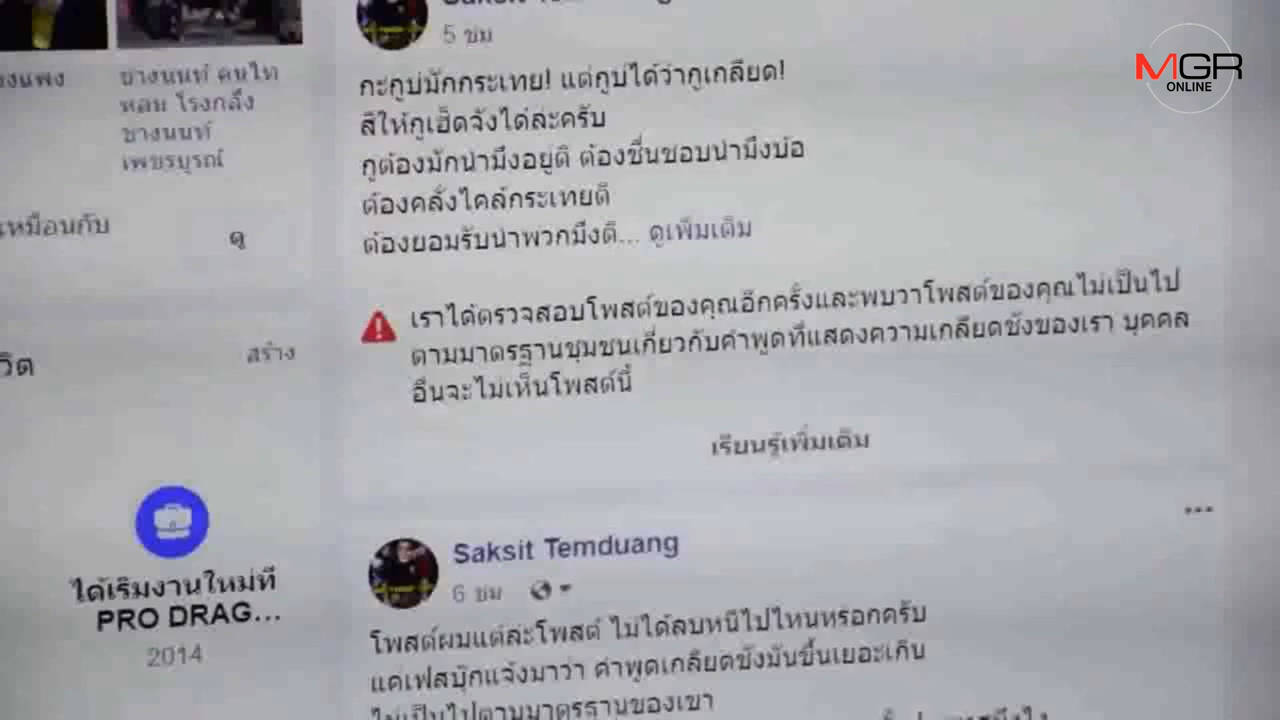 MGR
ONLINE
5 ชม
กะกูบ่มักกระเทย! แต่กูบ่ได้ว่ากูเกลียด!
สิให้กูเฮ็ดจังได๋ล่ะครับ
กูต้องมักนำมึงอยู่ติ ต้องชื่นชอบนำมึงบ้อ
ต้องคลั่งไคล้กระเทยติ
ต้องยอมรับนำพวกมึงติ... ดูเพิ่มเติม
เราได้ตรวจสอบโพสต์ของคุณอีกครั้งและพบว่าโพสต์ของคุณไม่เป็นไป
ตามมาตรฐานชุมชนเกี่ยวกับคำพูดที่แสดงความเกลียดชังของเรา บุคคล
อื่นจะไม่เห็นโพสต์นี้
เรียนรู้เพิ่มเติม
Saksit Temduang
6 ชม
โพสต์ผมแต่ล่ะโพสต์ ไม่ได้ลบหนีไปไหนหรอกครับ
แค่เฟสบุ๊กแจ้งมาว่า คำพูดเกลียดชังมันขึ้นเยอะเกิน
ไม่เป็นไปตามมาตรฐานของเขา
ขางนนท์ คนไท
หล่ม โรงกลึง
ขางนนท์
เพชรบูรณ์
เหมือนกับ
ดู
สร้าง
ได้เริ่มงานใหม่ที่
PRO DRAG...
2014